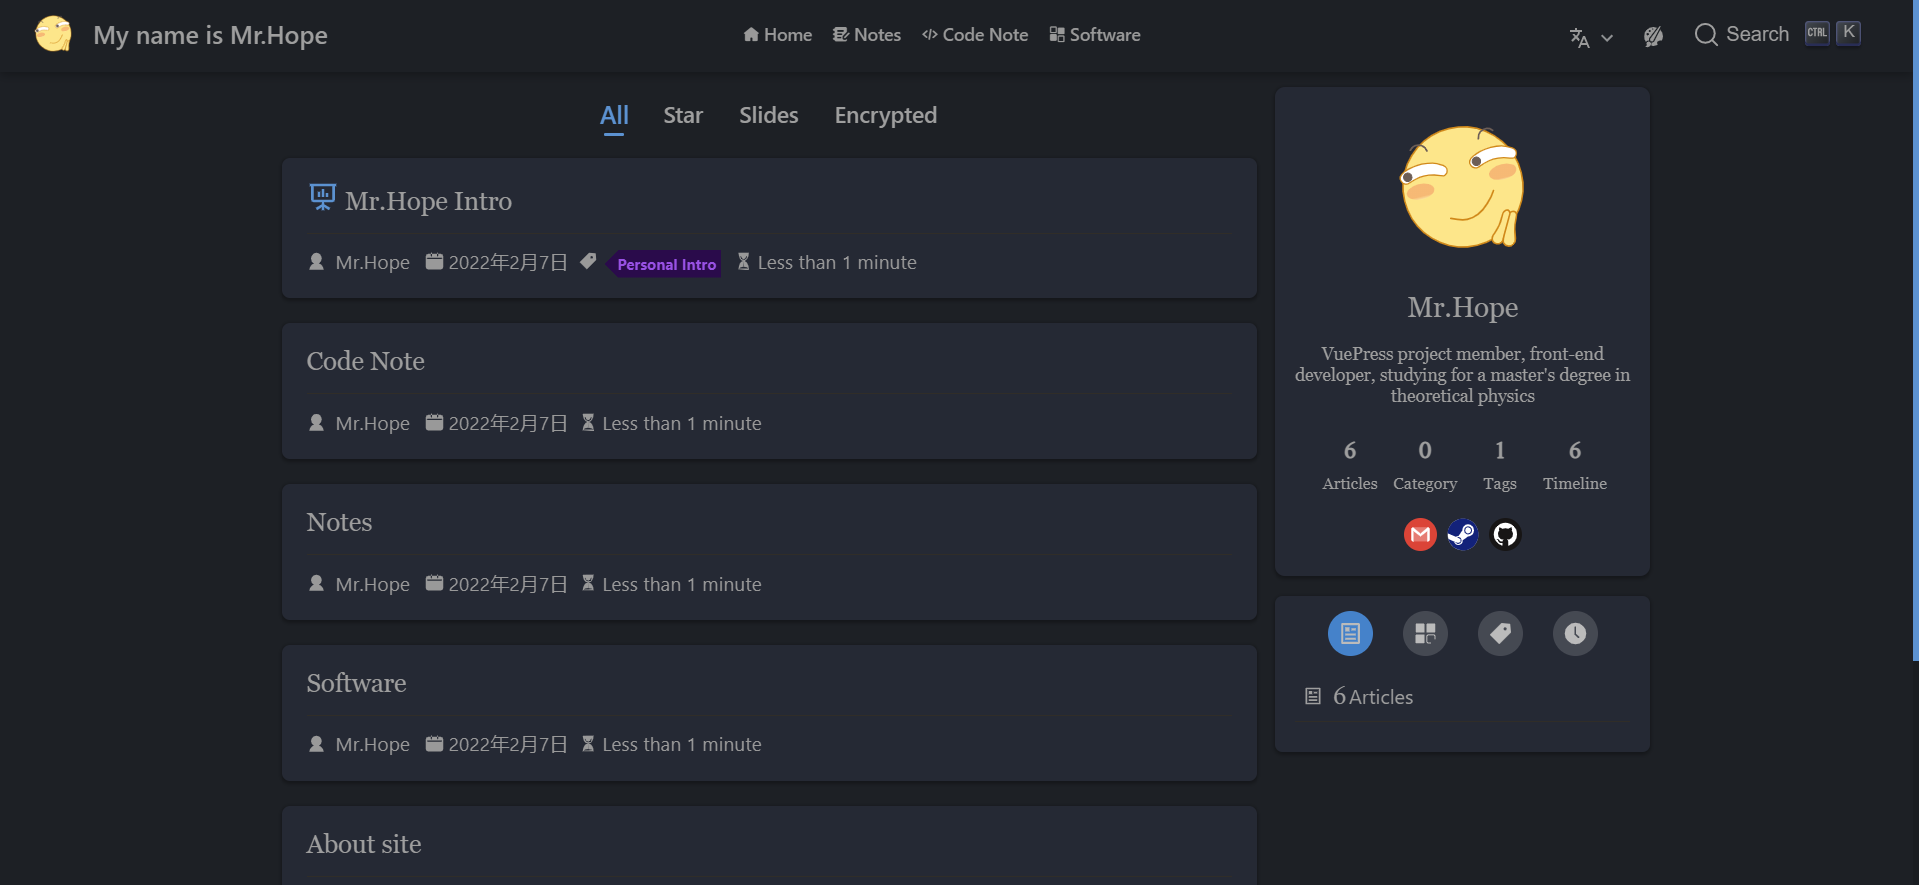 My name is Mr.Hope
Home Notes Code Note Software
Search CTRL K
All Star Slides Encrypted
Mr.Hope Intro
Mr.Hope 2022年2月7日 Personal Intro Less than 1 minute
Code Note
Mr.Hope 2022年2月7日 Less than 1 minute
Notes
Mr.Hope 2022年2月7日 Less than 1 minute
Software
Mr.Hope 2022年2月7日 Less than 1 minute
About site
Mr.Hope
VuePress project member, front-end
developer, studying for a master's degree in
theoretical physics
6 0 1 6
Articles Category Tags Timeline
6 Articles